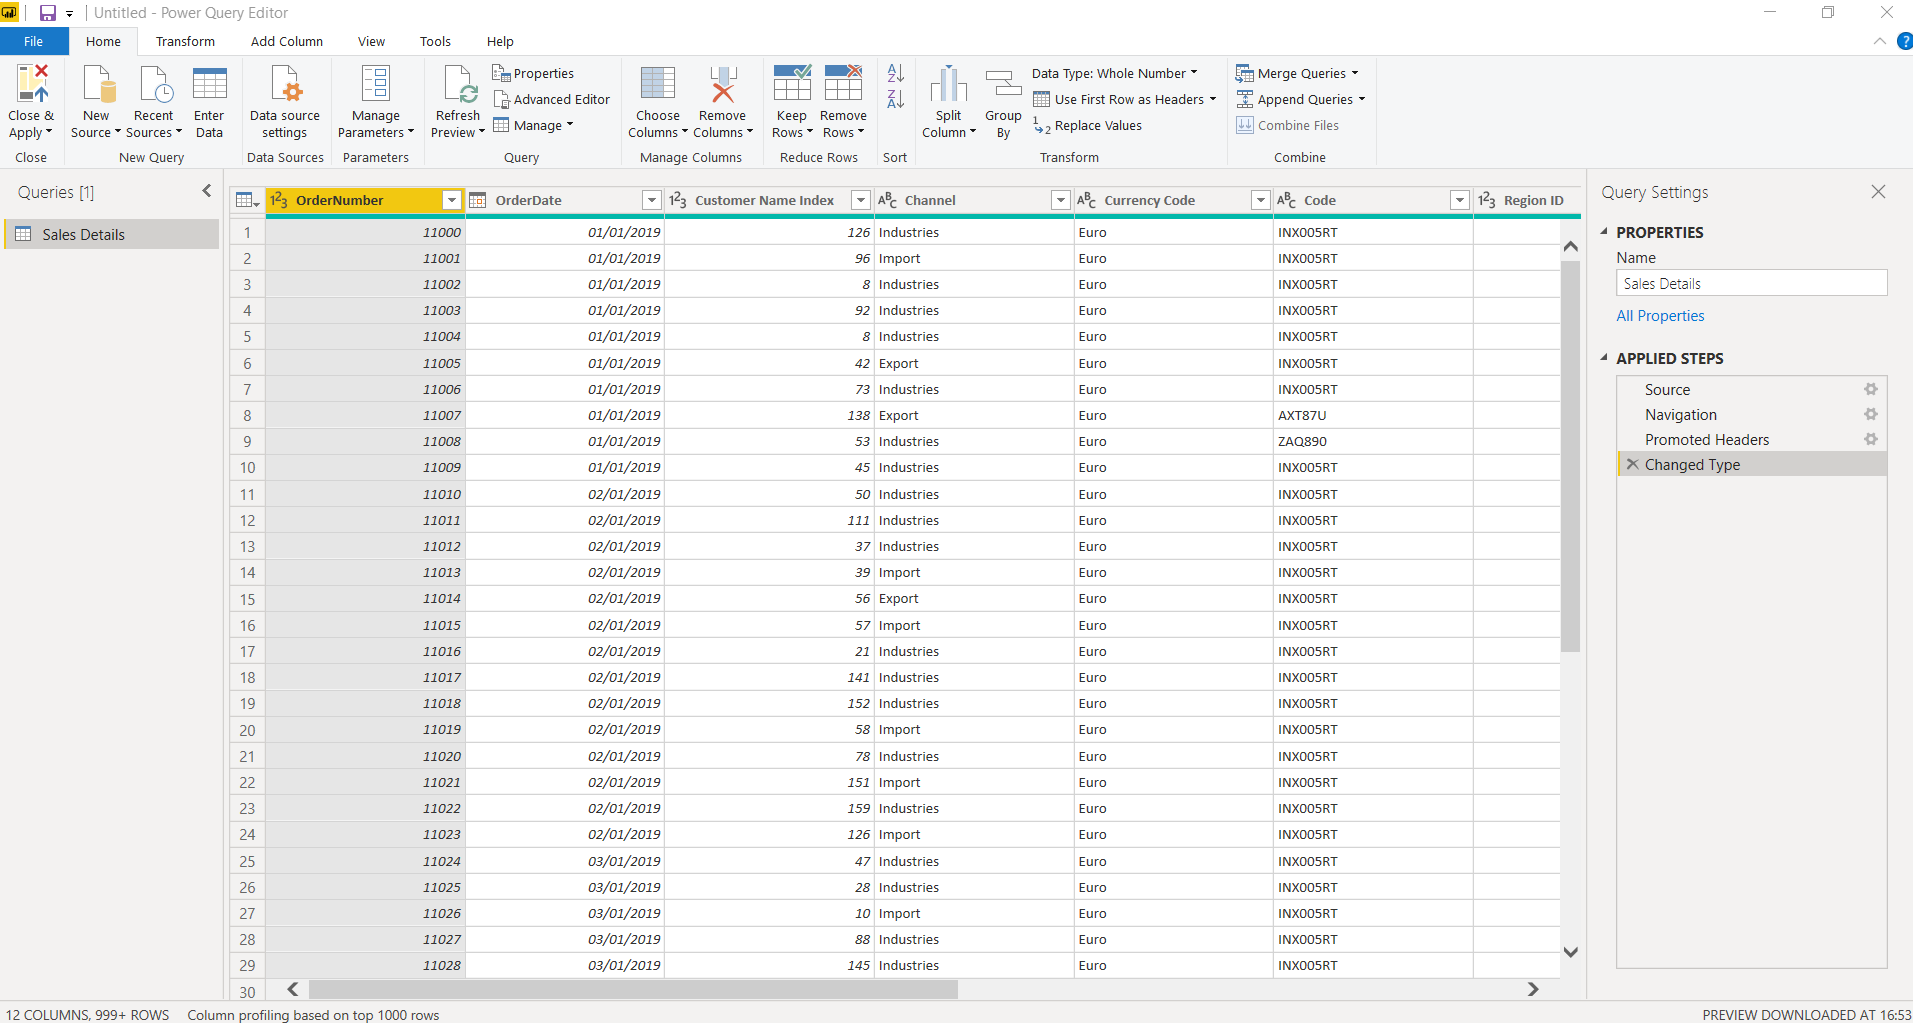 Untitled - Power Query Editor
File Home Transform Add Column View Tools Help
Close & Apply
New Source
Recent Sources
Enter Data
Data source settings
Manage Parameters
Refresh Preview
Properties
Advanced Editor
Manage
Choose Columns
Remove Columns
Keep Rows
Remove Rows
Split Column
Group By
Data Type: Whole Number
Use First Row as Headers
Replace Values
Merge Queries
Append Queries
Combine Files
Close New Query Data Sources Parameters Query Manage Columns Reduce Rows Sort Transform Combine
Queries [1]
Sales Details
OrderNumber OrderDate Customer Name Index Channel Currency Code Code Region ID
1 11000 01/01/2019 126 Industries Euro INX005RT
2 11001 01/01/2019 96 Import Euro INX005RT
3 11002 01/01/2019 8 Industries Euro INX005RT
4 11003 01/01/2019 92 Industries Euro INX005RT
5 11004 01/01/2019 8 Industries Euro INX005RT
6 11005 01/01/2019 42 Export Euro INX005RT
7 11006 01/01/2019 73 Industries Euro INX005RT
8 11007 01/01/2019 138 Export Euro AXT87U
9 11008 01/01/2019 53 Industries Euro ZAQ890
10 11009 01/01/2019 45 Industries Euro INX005RT
11 11010 02/01/2019 50 Industries Euro INX005RT
12 11011 02/01/2019 111 Industries Euro INX005RT
13 11012 02/01/2019 37 Industries Euro INX005RT
14 11013 02/01/2019 39 Import Euro INX005RT
15 11014 02/01/2019 56 Export Euro INX005RT
16 11015 02/01/2019 57 Import Euro INX005RT
17 11016 02/01/2019 21 Industries Euro INX005RT
18 11017 02/01/2019 141 Industries Euro INX005RT
19 11018 02/01/2019 152 Industries Euro INX005RT
20 11019 02/01/2019 58 Import Euro INX005RT
21 11020 02/01/2019 78 Industries Euro INX005RT
22 11021 02/01/2019 151 Import Euro INX005RT
23 11022 02/01/2019 159 Industries Euro INX005RT
24 11023 02/01/2019 126 Import Euro INX005RT
25 11024 03/01/2019 47 Industries Euro INX005RT
26 11025 03/01/2019 28 Industries Euro INX005RT
27 11026 03/01/2019 10 Import Euro INX005RT
28 11027 03/01/2019 88 Industries Euro INX005RT
29 11028 03/01/2019 145 Industries Euro INX005RT
30
Query Settings
PROPERTIES
Name
Sales Details
All Properties
APPLIED STEPS
Source
Navigation
Promoted Headers
Changed Type
12 COLUMNS, 999+ ROWS Column profiling based on top 1000 rows PREVIEW DOWNLOADED AT 16:53